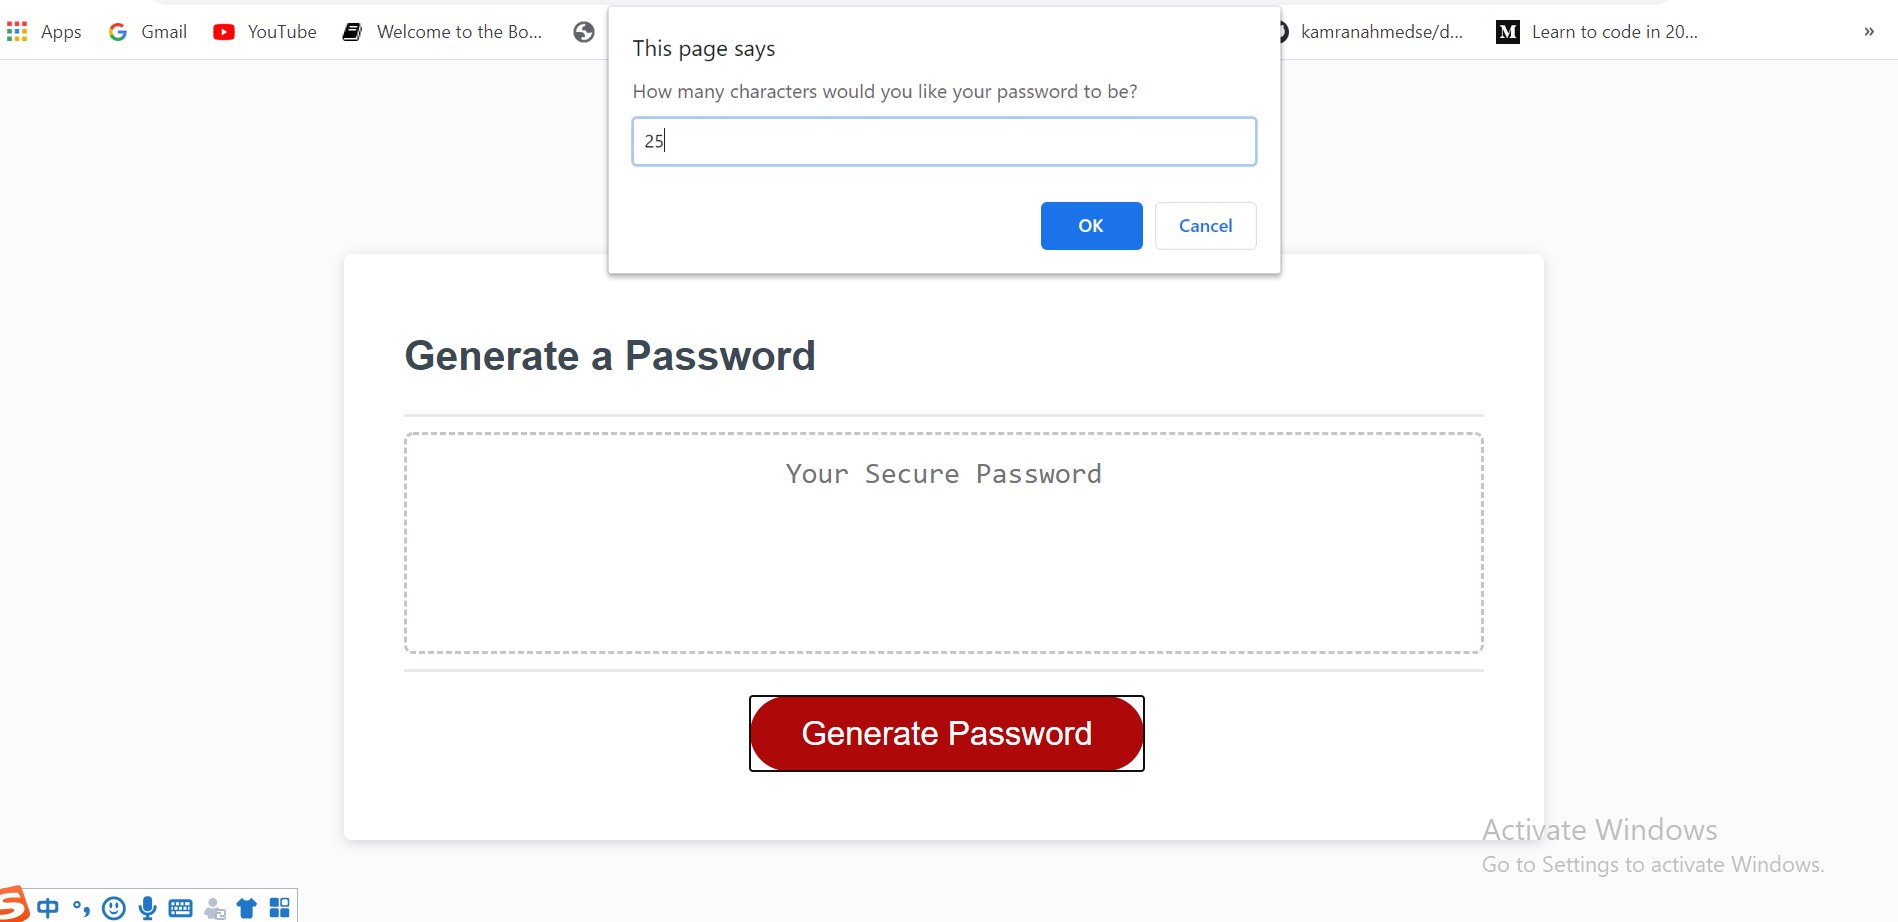 Apps
Gmail
YouTube
Welcome to the Bo...
kamranahmedse/d...
M
Learn to code in 20...
»
This page says
How many characters would you like your password to be?
25
OK
Cancel
Generate a Password
Your Secure Password
Generate Password
Activate Windows
Go to Settings to activate Windows.
中